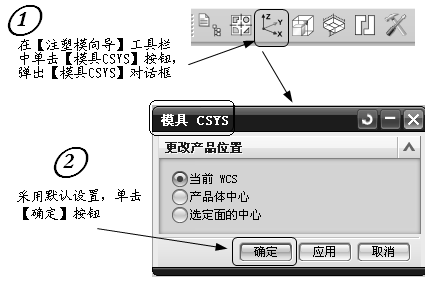 1
在【注塑模向导】工具栏
中单击【模具CSYS】按钮,
弹出【模具CSYS】对话框
Z
Y
X
模具 CSYS
更改产品位置
当前 WCS
产品体中心
选定面的中心
2
采用默认设置,单击
【确定】按钮
确定
应用
取消